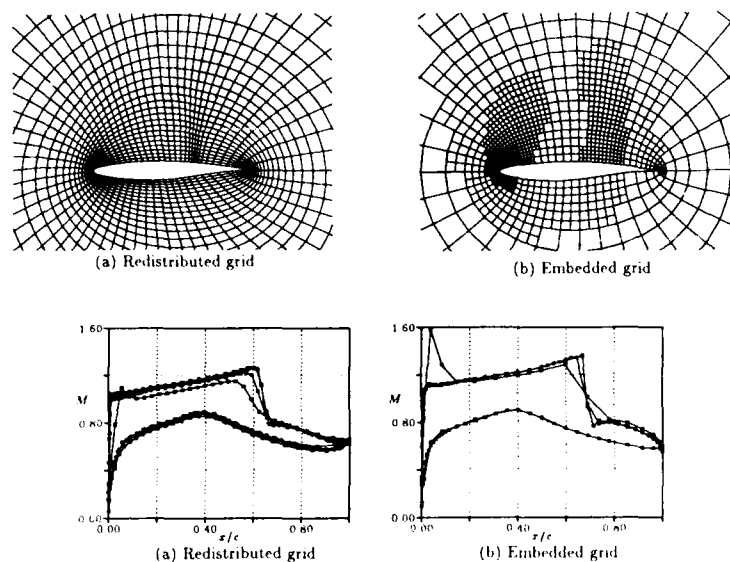 (a) Redistributed grid
(b) Embedded grid
1 60
M
0.80
0 00
0.00
0.40
0.80
x/c
(a) Redistributed grid
1 60
M
0.80
0 00
0.00
0.40
0.80
x/c
(b) Embedded grid